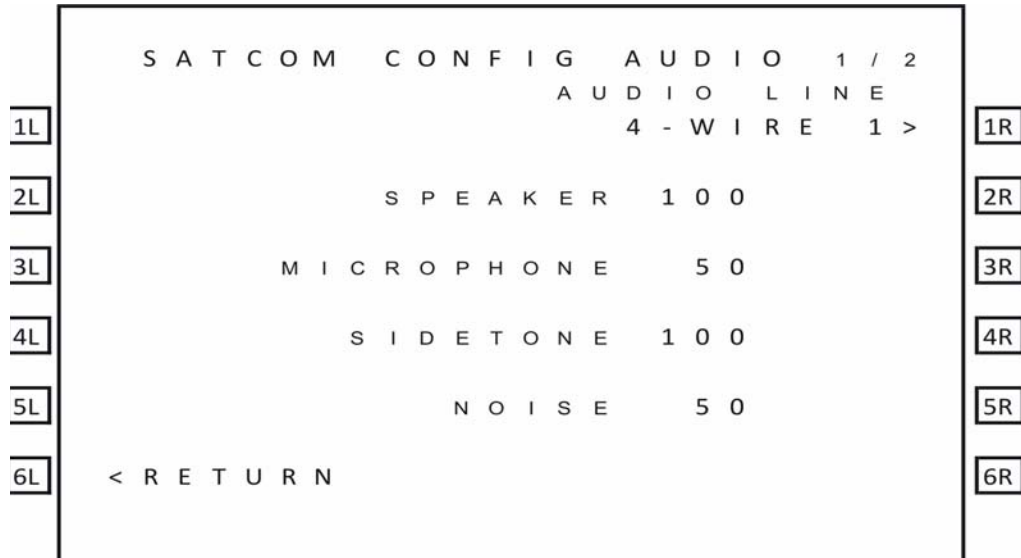 SATCOM CONFIG AUDIO 1/2
AUDIO LINE
1L 4-WIRE 1> 1R
2L SPEAKER 100 2R
3L MICROPHONE 50 3R
4L SIDETONE 100 4R
5L NOISE 50 5R
6L <RETURN 6R